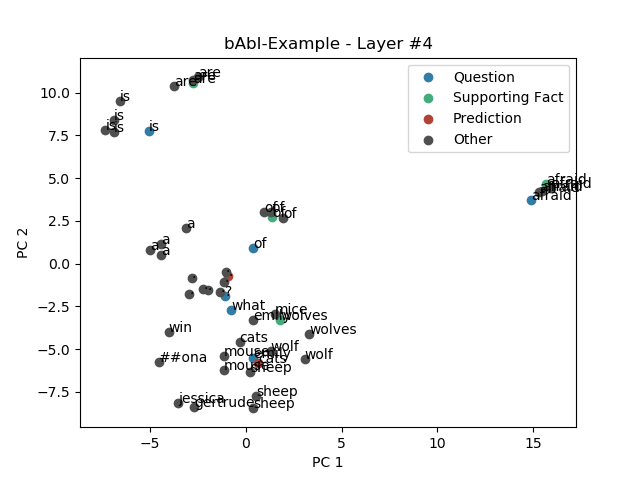 bAbI-Example - Layer #4
Question
Supporting Fact
Prediction
Other
are
are
are
is
is
is
is
is
afraid
afraid
afraid
of
of
of
of
a
a
a
a
?
what
mice
emily
wolves
wolves
win
cats
mouse
wolf
emily
wolf
##ona
cats
mouse
sheep
sheep
jessica
gertrude
sheep
10.0
7.5
5.0
2.5
0.0
−2.5
−5.0
−7.5
PC 2
−5
0
5
10
15
PC 1